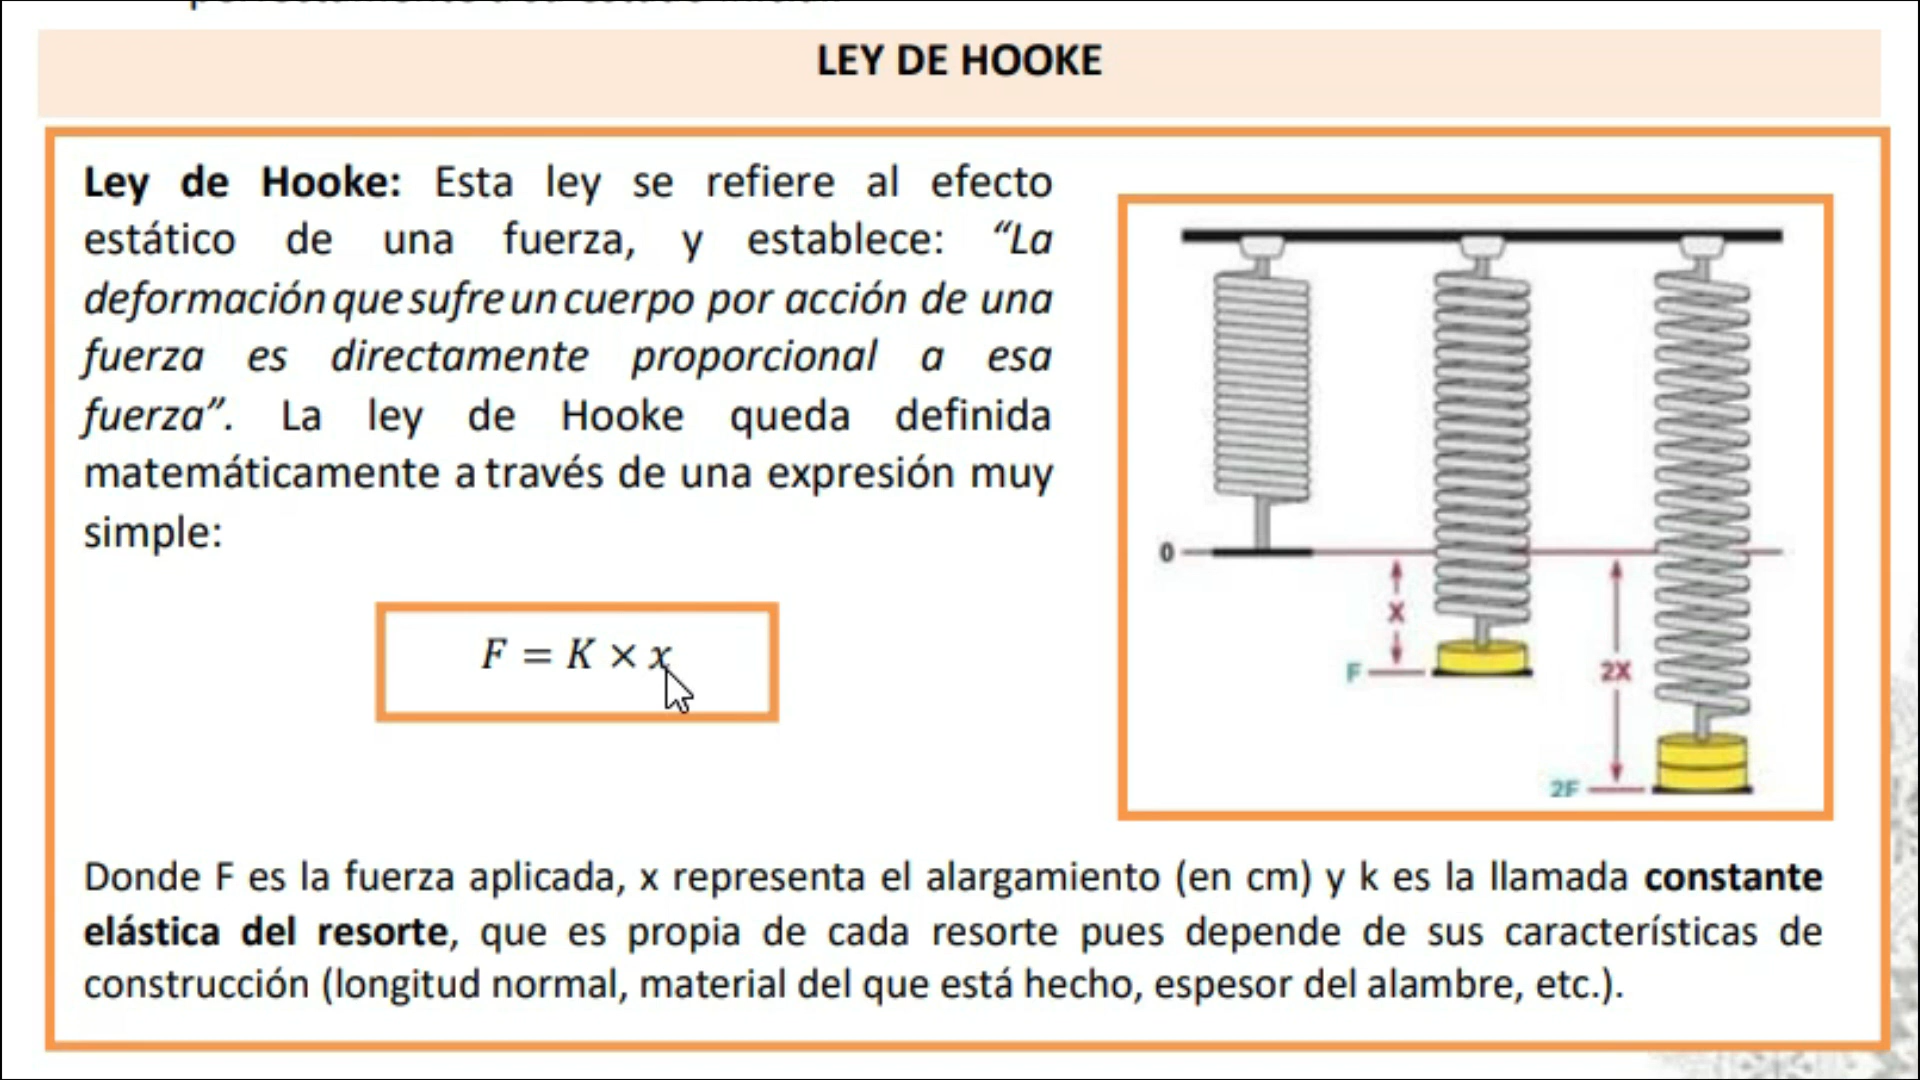 LEY DE HOOKE
Ley de Hooke: Esta ley se refiere al efecto
estático de una fuerza, y establece: “La
deformación que sufre un cuerpo por acción de una
fuerza es directamente proporcional a esa
fuerza”. La ley de Hooke queda definida
matemáticamente a través de una expresión muy
simple:
F = K × x
0
X
F
2X
2F
Donde F es la fuerza aplicada, x representa el alargamiento (en cm) y k es la llamada constante
elástica del resorte, que es propia de cada resorte pues depende de sus características de
construcción (longitud normal, material del que está hecho, espesor del alambre, etc.).